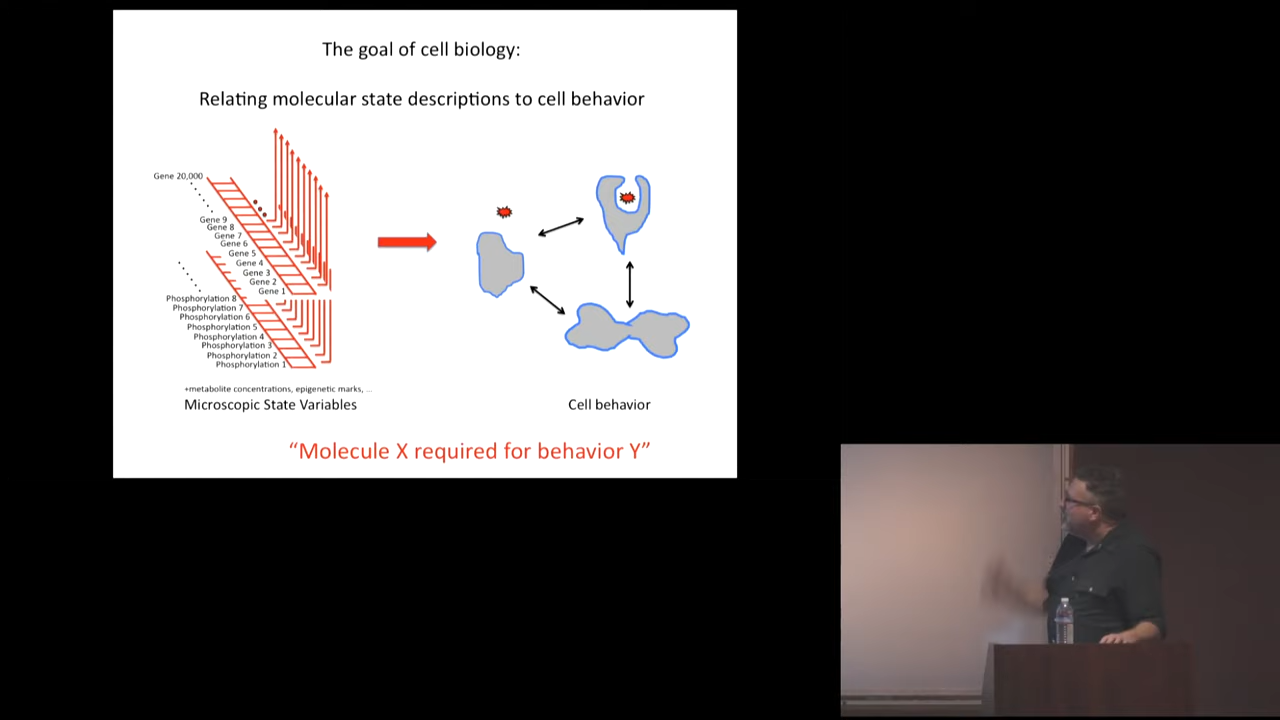 The goal of cell biology:
Relating molecular state descriptions to cell behavior
Gene 20,000
Gene 9
Gene 8
Gene 7
Gene 6
Gene 5
Gene 4
Gene 3
Gene 2
Gene 1
Phosphorylation 8
Phosphorylation 7
Phosphorylation 6
Phosphorylation 5
Phosphorylation 4
Phosphorylation 3
Phosphorylation 2
Phosphorylation 1
+metabolite concentrations, epigenetic marks, ...
Microscopic State Variables
Cell behavior
“Molecule X required for behavior Y”